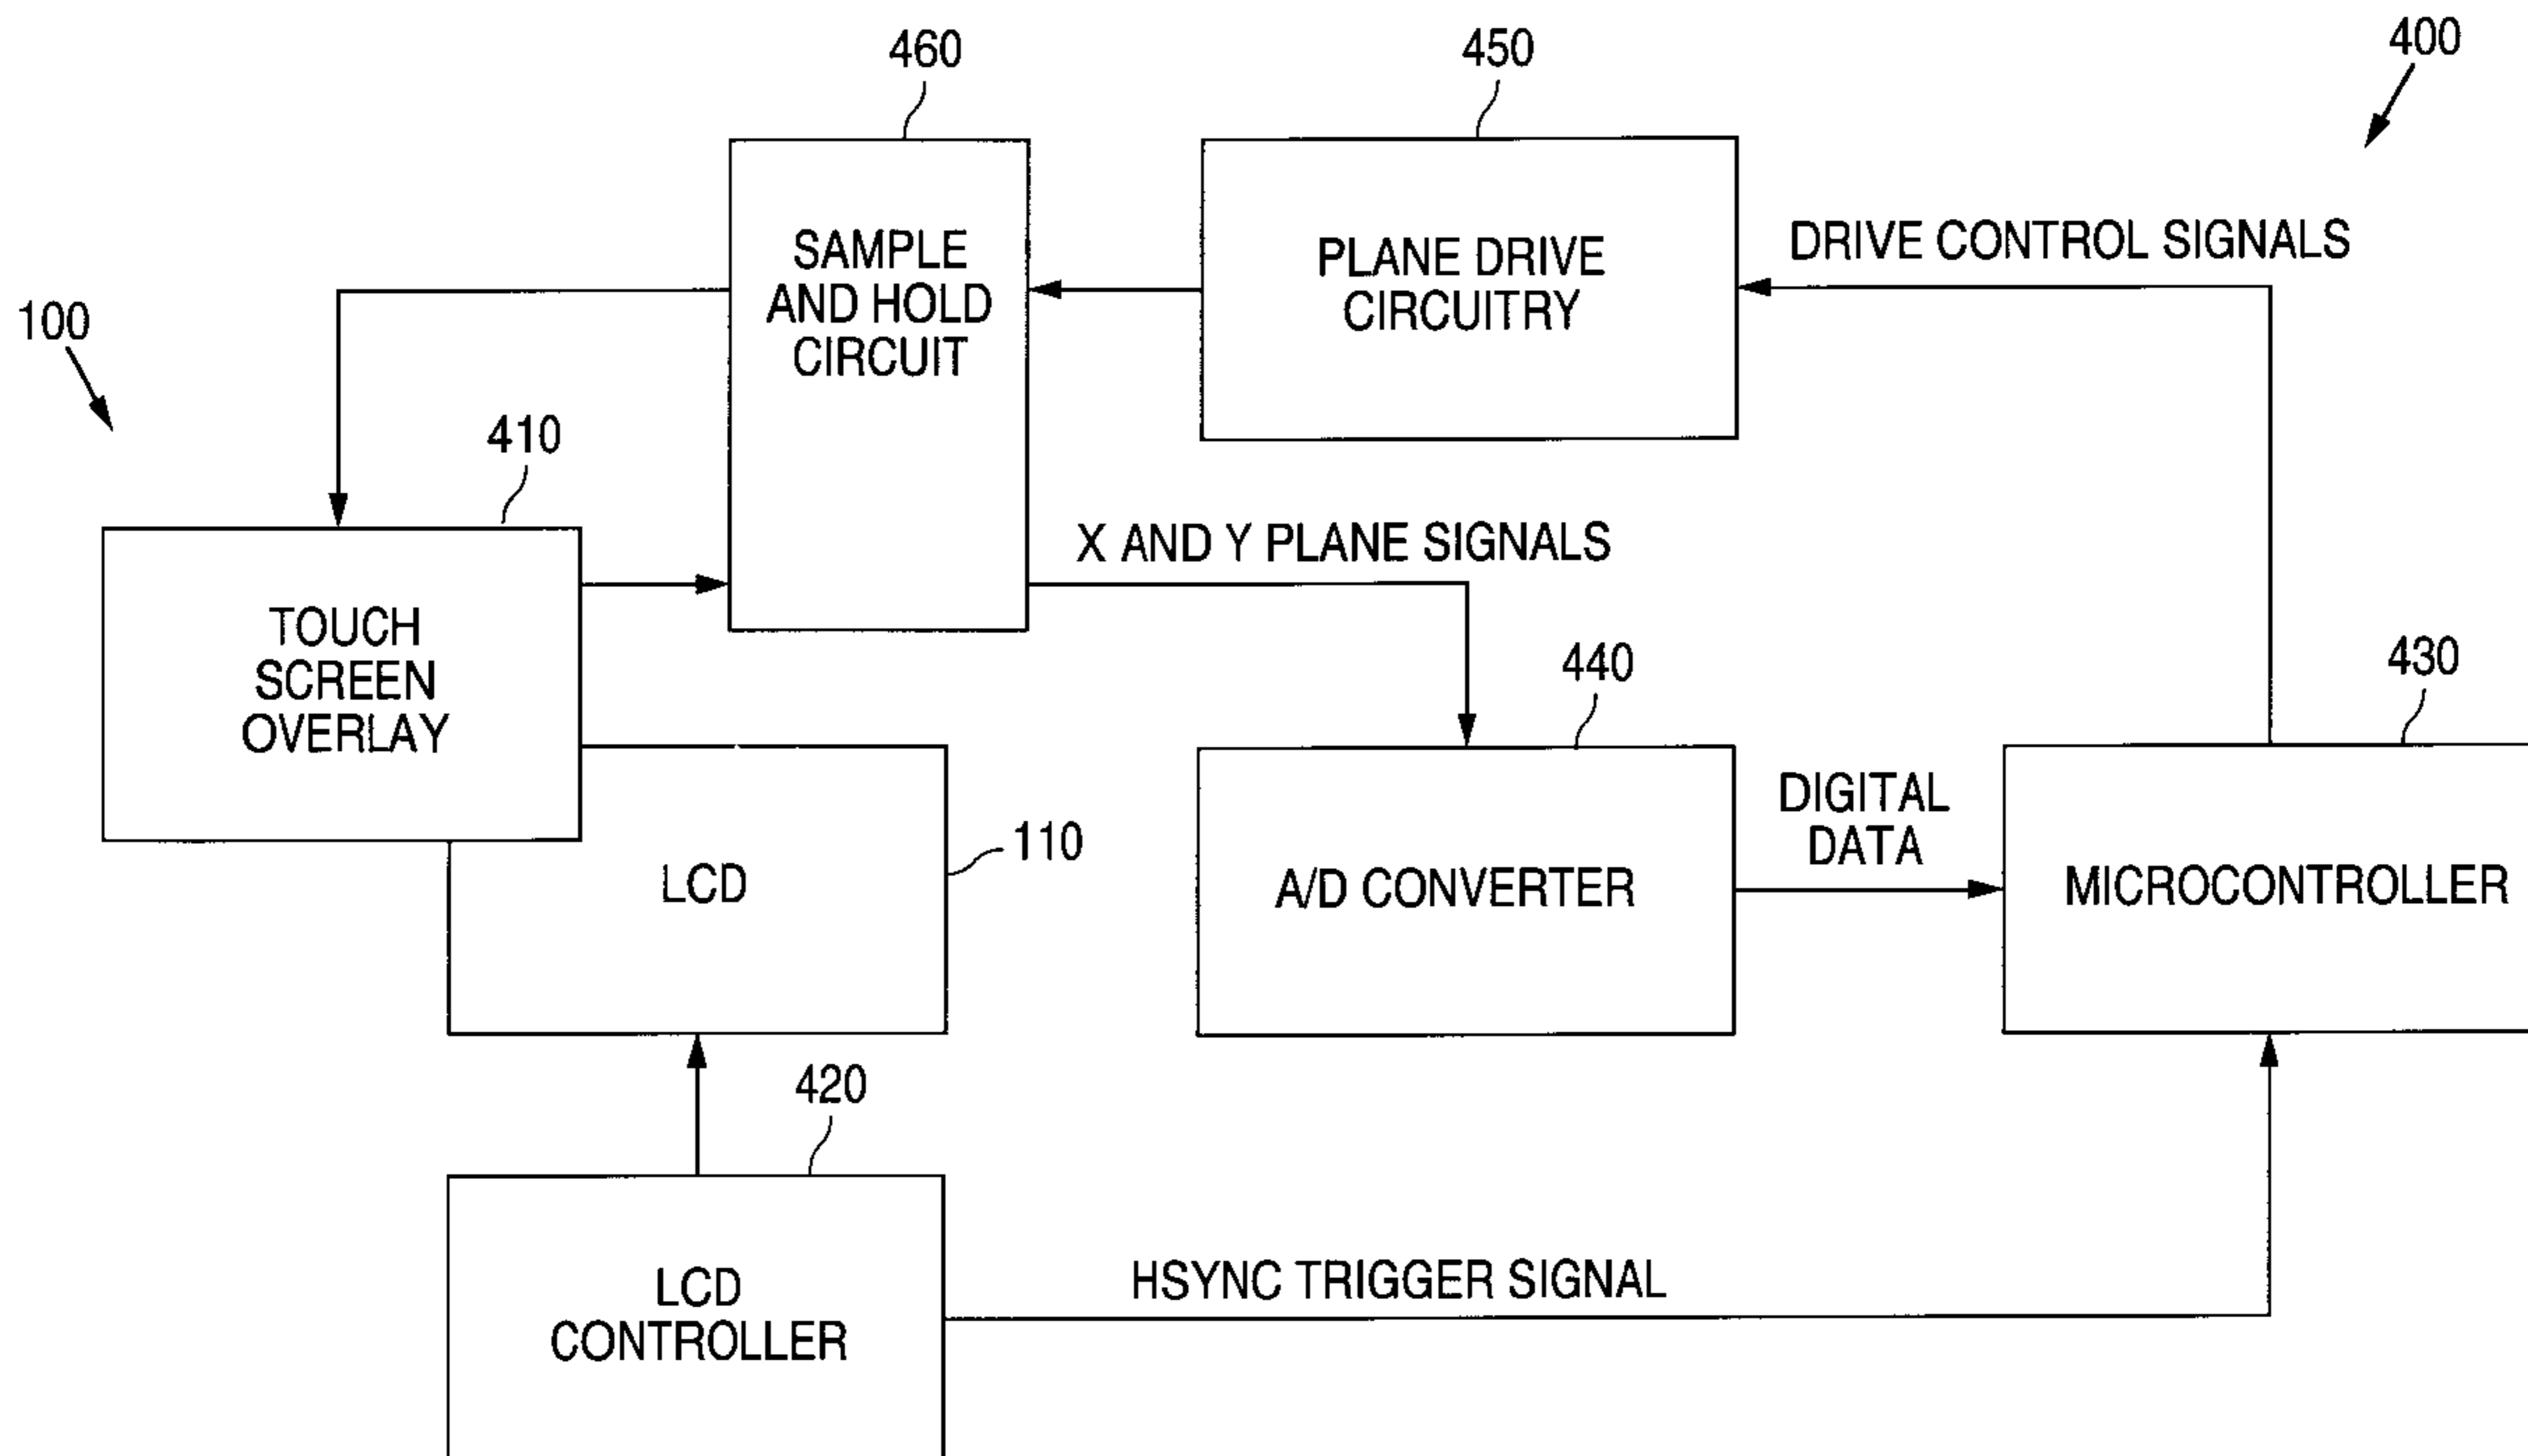 460
450
400
SAMPLE
AND HOLD
CIRCUIT
PLANE DRIVE
CIRCUITRY
DRIVE CONTROL SIGNALS
100
410
X AND Y PLANE SIGNALS
TOUCH
SCREEN
OVERLAY
440
430
DIGITAL
DATA
110
LCD
A/D CONVERTER
MICROCONTROLLER
420
LCD
CONTROLLER
HSYNC TRIGGER SIGNAL